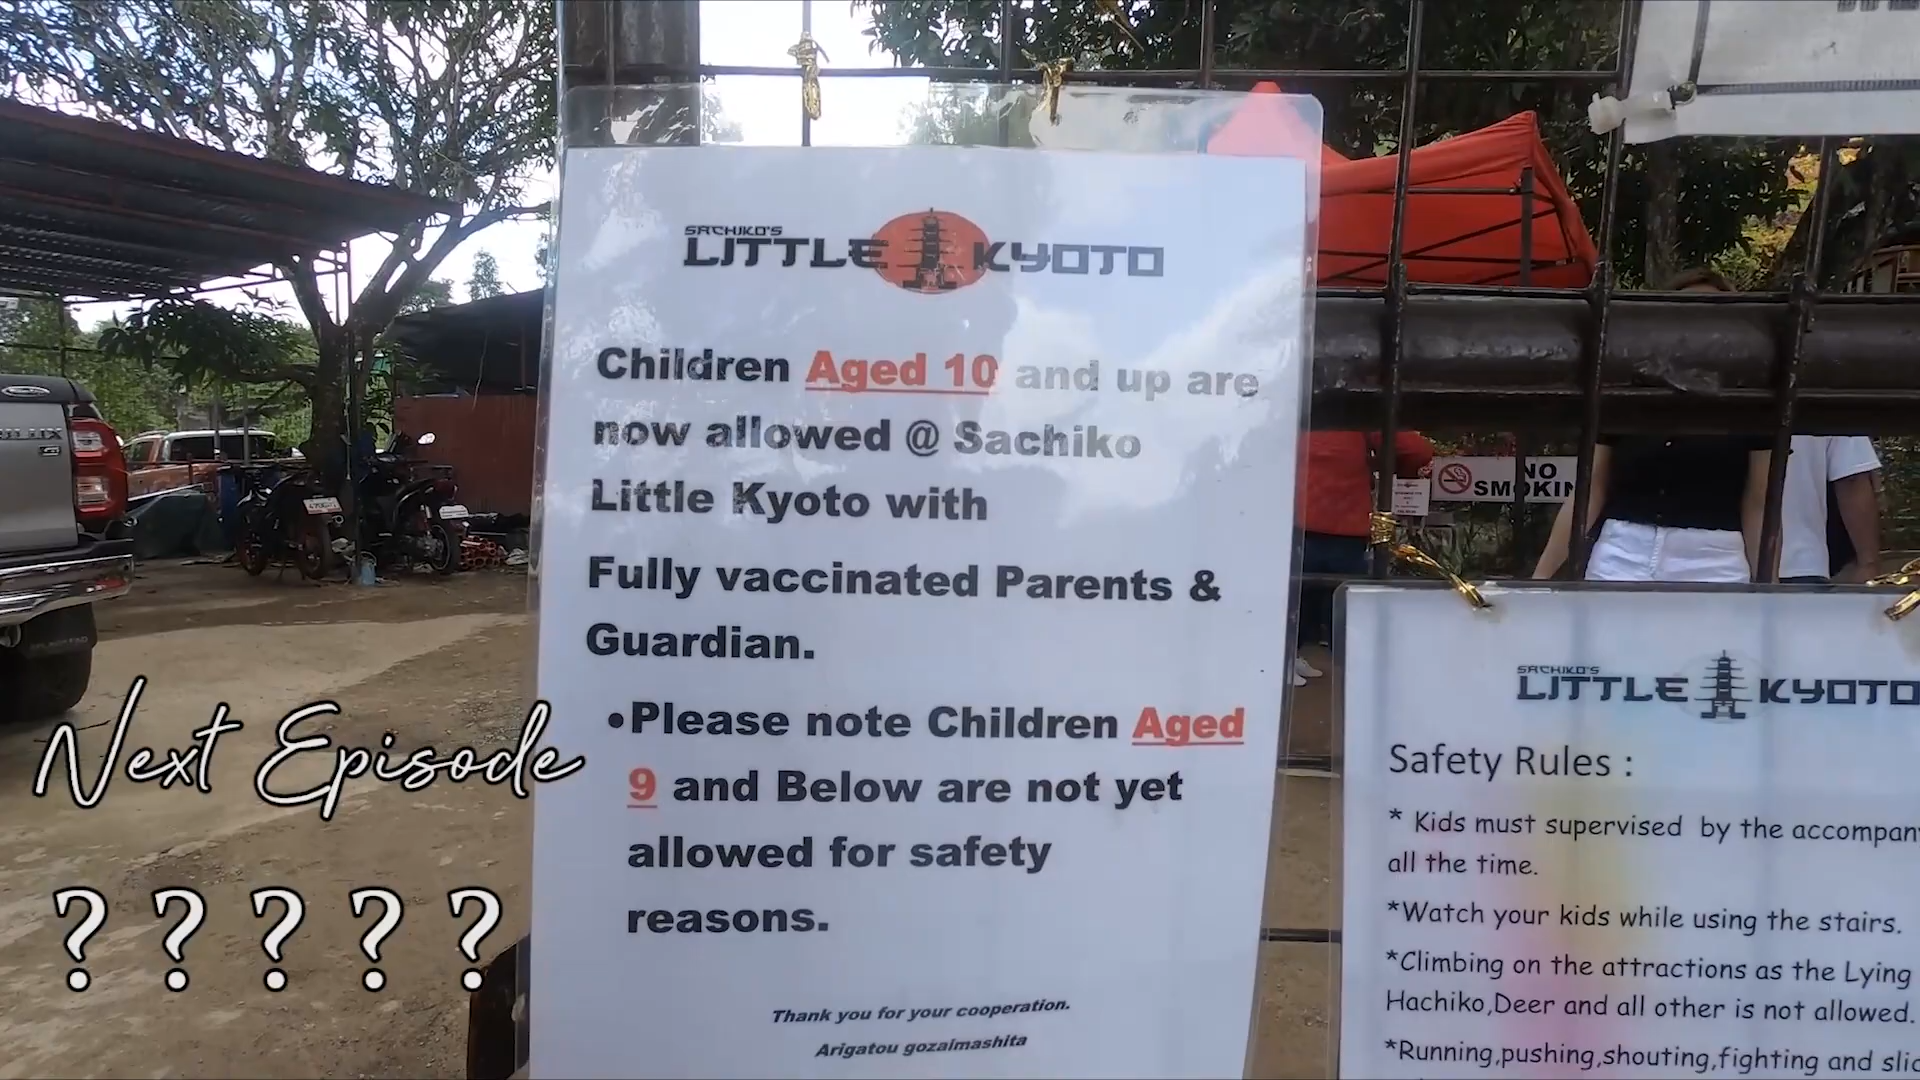 SACHIKO'S
LITTLE KYOTO
Children Aged 10 and up are
now allowed @ Sachiko
Little Kyoto with
Fully vaccinated Parents &
Guardian.
•Please note Children Aged
9 and Below are not yet
allowed for safety
reasons.
Thank you for your cooperation.
Arigatou gozaimashita
Next Episode
? ? ? ? ?
NO
SMOKIN
SACHIKO'S
LITTLE KYOTO
Safety Rules :
* Kids must supervised by the accompan
all the time.
*Watch your kids while using the stairs.
*Climbing on the attractions as the Lying
Hachiko,Deer and all other is not allowed.
*Running,pushing,shouting,fighting and slid